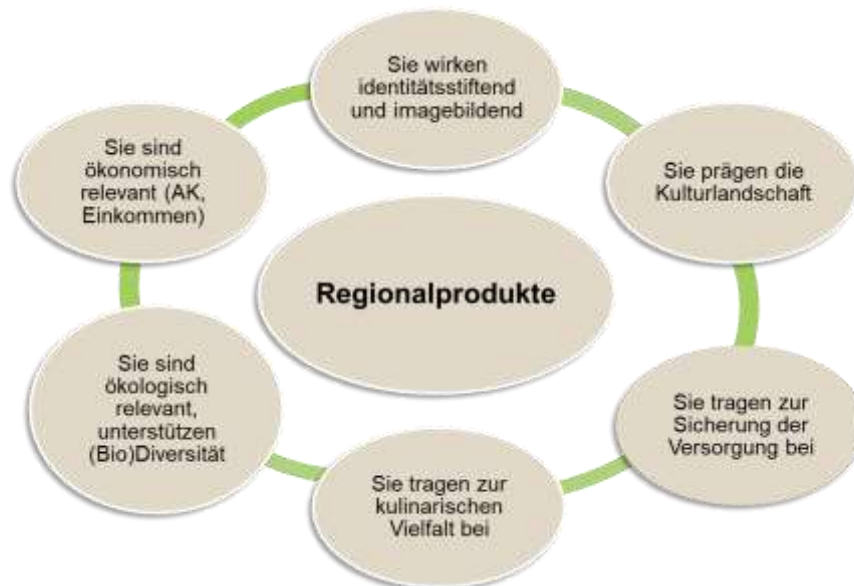 Sie wirken
identitätsstiftend
und imagebildend
Sie prägen die
Kulturlandschaft
Sie tragen zur
Sicherung der
Versorgung bei
Sie tragen zur
kulinarischen
Vielfalt bei
Sie sind
ökologisch
relevant,
unterstützen
(Bio)Diversität
Sie sind
ökonomisch
relevant (AK,
Einkommen)
Regionalprodukte